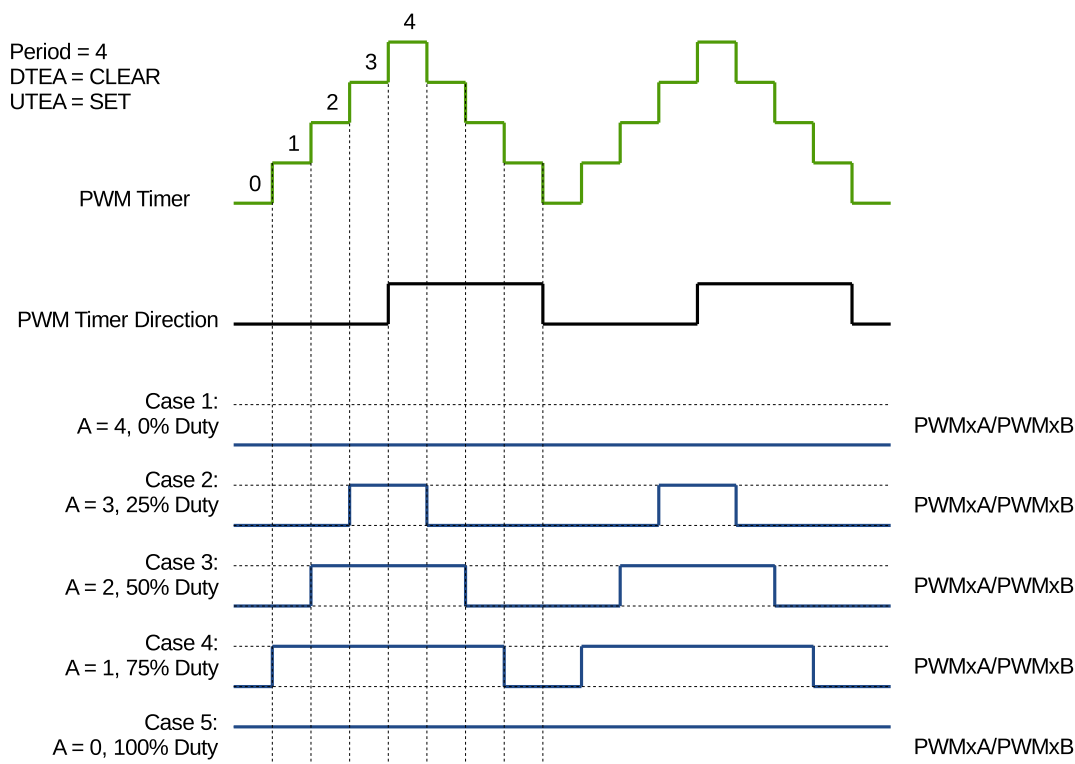 4
Period = 4
3
DTEA = CLEAR
2
UTEA = SET
1
0
PWM Timer
PWM Timer Direction
Case 1:
A = 4, 0% Duty
PWMxA/PWMxB
Case 2:
A = 3, 25% Duty
PWMxA/PWMxB
Case 3:
A = 2, 50% Duty
PWMxA/PWMxB
Case 4:
A = 1, 75% Duty
PWMxA/PWMxB
Case 5:
A = 0, 100% Duty
PWMxA/PWMxB